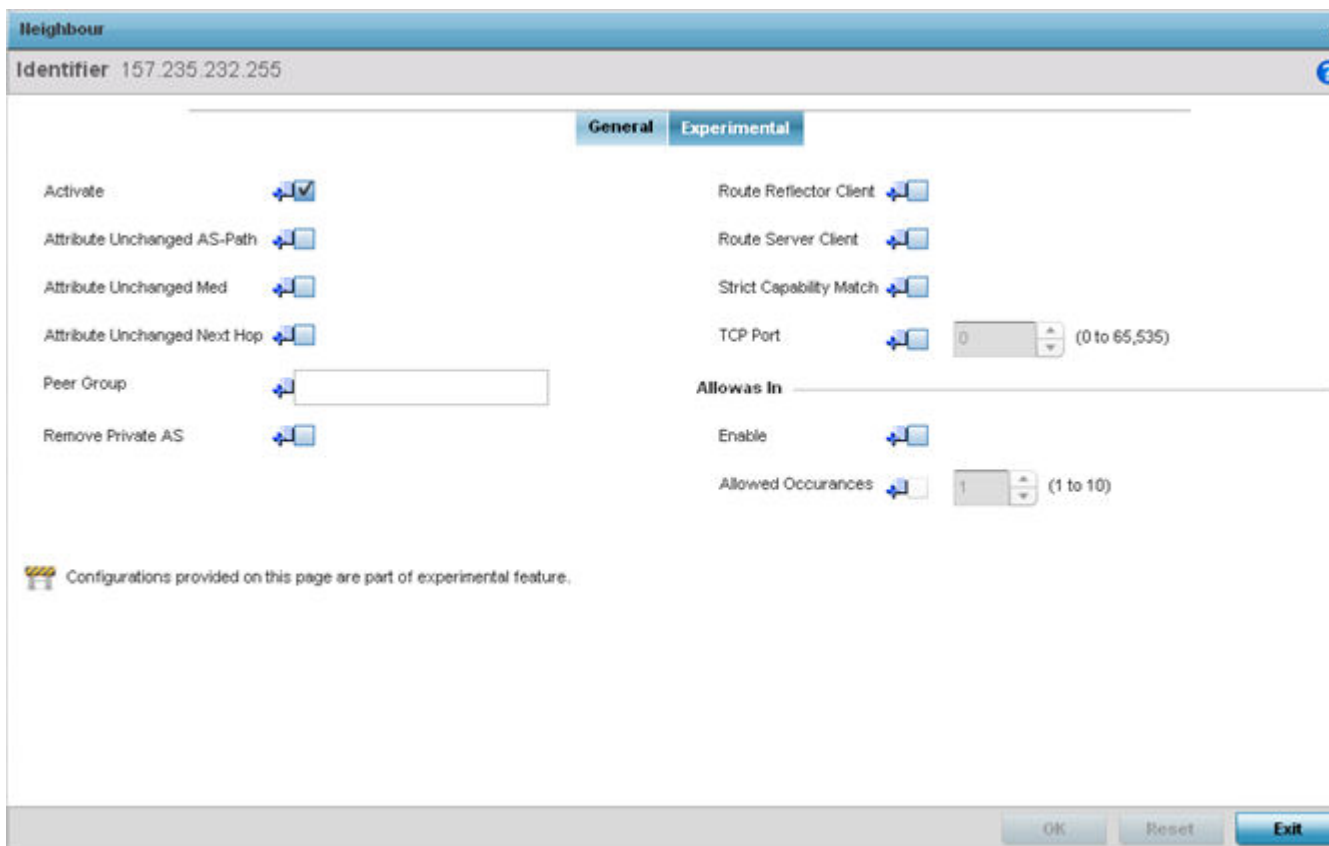 Neighbour
Identifier 157.235.232.255
?
General Experimental
Activate
Attribute Unchanged AS-Path
Attribute Unchanged Med
Attribute Unchanged Next Hop
Peer Group
Remove Private AS
Route Reflector Client
Route Server Client
Strict Capability Match
TCP Port 0 (0 to 65,535)
Allowas In
Enable
Allowed Occurances 1 (1 to 10)
Configurations provided on this page are part of experimental feature.
OK Reset Exit